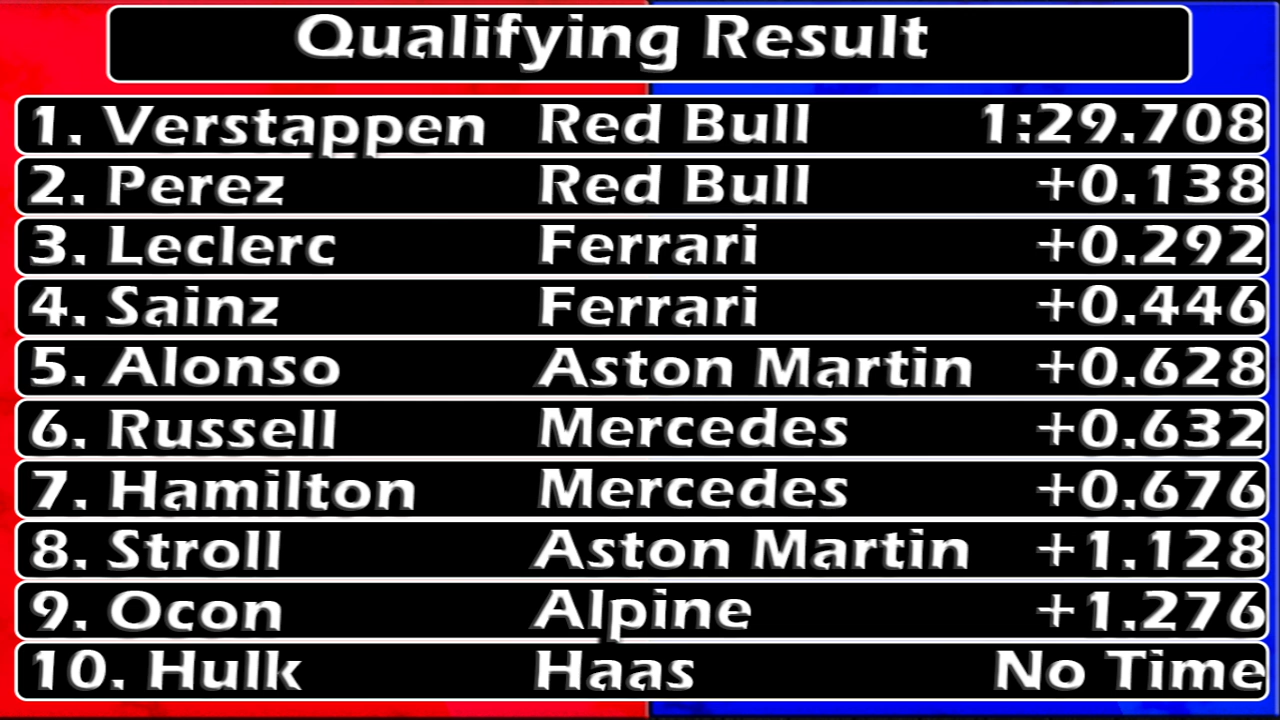 Qualifying Result
1. Verstappen Red Bull 1:29.708
2. Perez Red Bull +0.138
3. Leclerc Ferrari +0.292
4. Sainz Ferrari +0.446
5. Alonso Aston Martin +0.628
6. Russell Mercedes +0.632
7. Hamilton Mercedes +0.676
8. Stroll Aston Martin +1.128
9. Ocon Alpine +1.276
10. Hulk Haas No Time